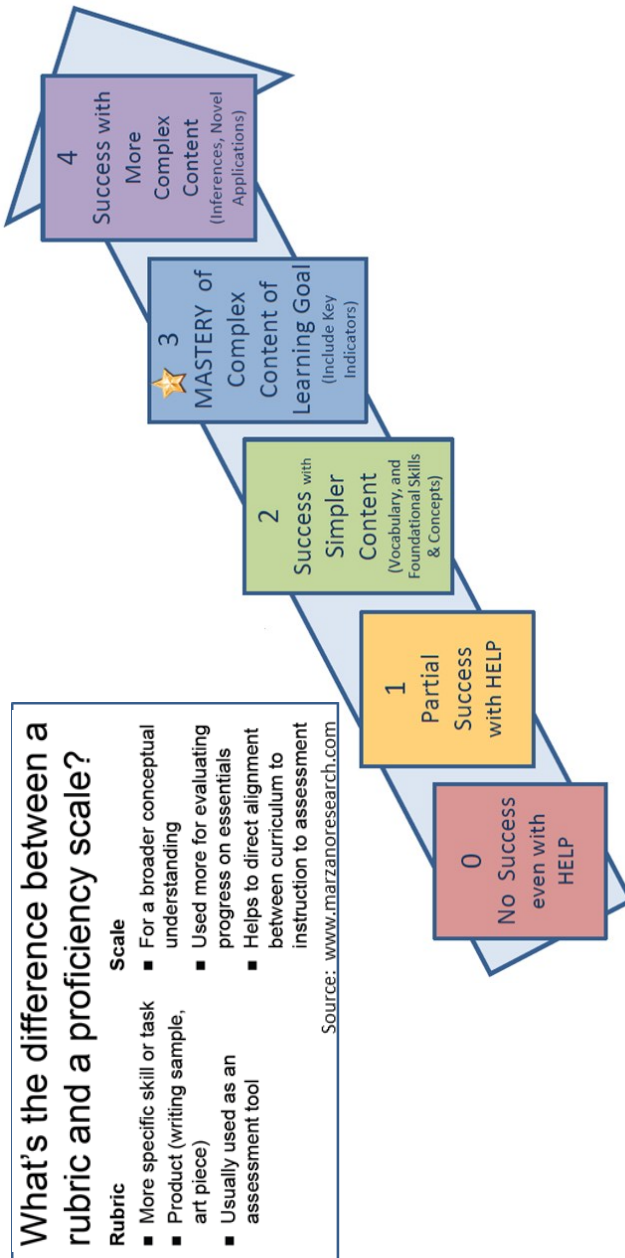 What's the difference between a
rubric and a proficiency scale?
Rubric
■ More specific skill or task
■ Product (writing sample,
art piece)
■ Usually used as an
assessment tool
Scale
■ For a broader conceptual
understanding
■ Used more for evaluating
progress on essentials
■ Helps to direct alignment
between curriculum to
instruction to assessment
Source: www.marzanoresearch.com
0
No Success
even with
HELP
1
Partial
Success
with HELP
2
Success with
Simpler
Content
(Vocabulary, and
Foundational Skills
& Concepts)
3
MASTERY of
Complex
Content of
Learning Goal
(Include Key
Indicators)
4
Success with
More
Complex
Content
(Inferences, Novel
Applications)